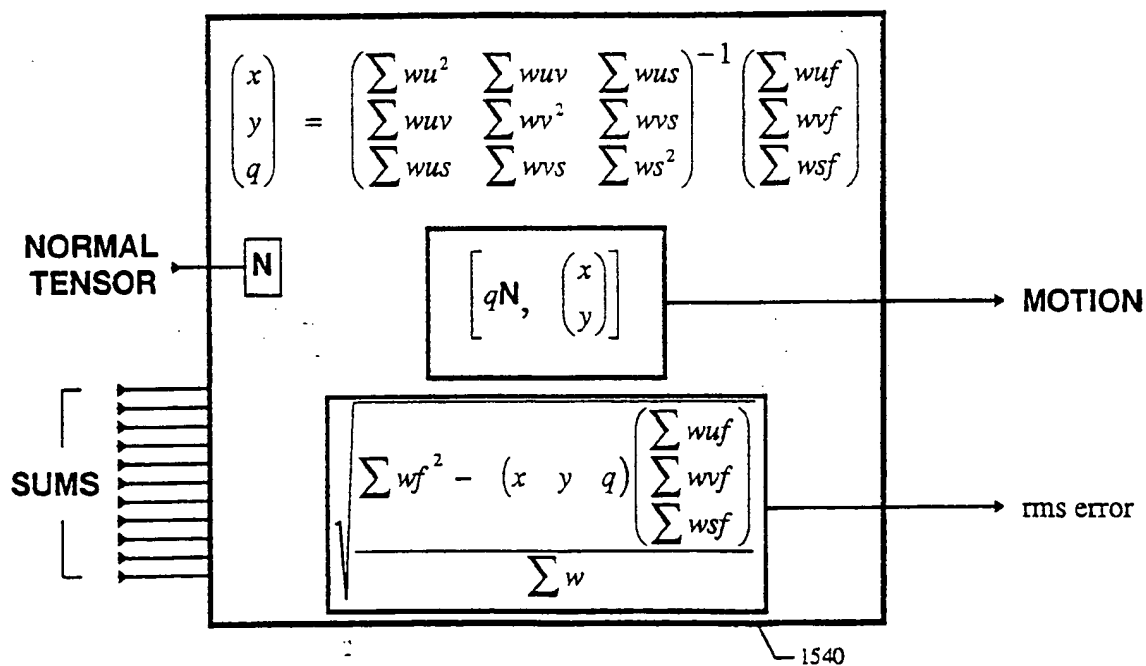 (x y q) = (∑wu² ∑wuv ∑wus
∑wuv ∑wv² ∑wvs
∑wus ∑wvs ∑ws²)⁻¹ (∑wuf
∑wvf
∑wsf)
NORMAL
TENSOR
N
[qN, (x y)]
MOTION
SUMS
√ ∑wf² - (x y q) (∑wuf
∑wvf
∑wsf)
∑w
rms error
1540